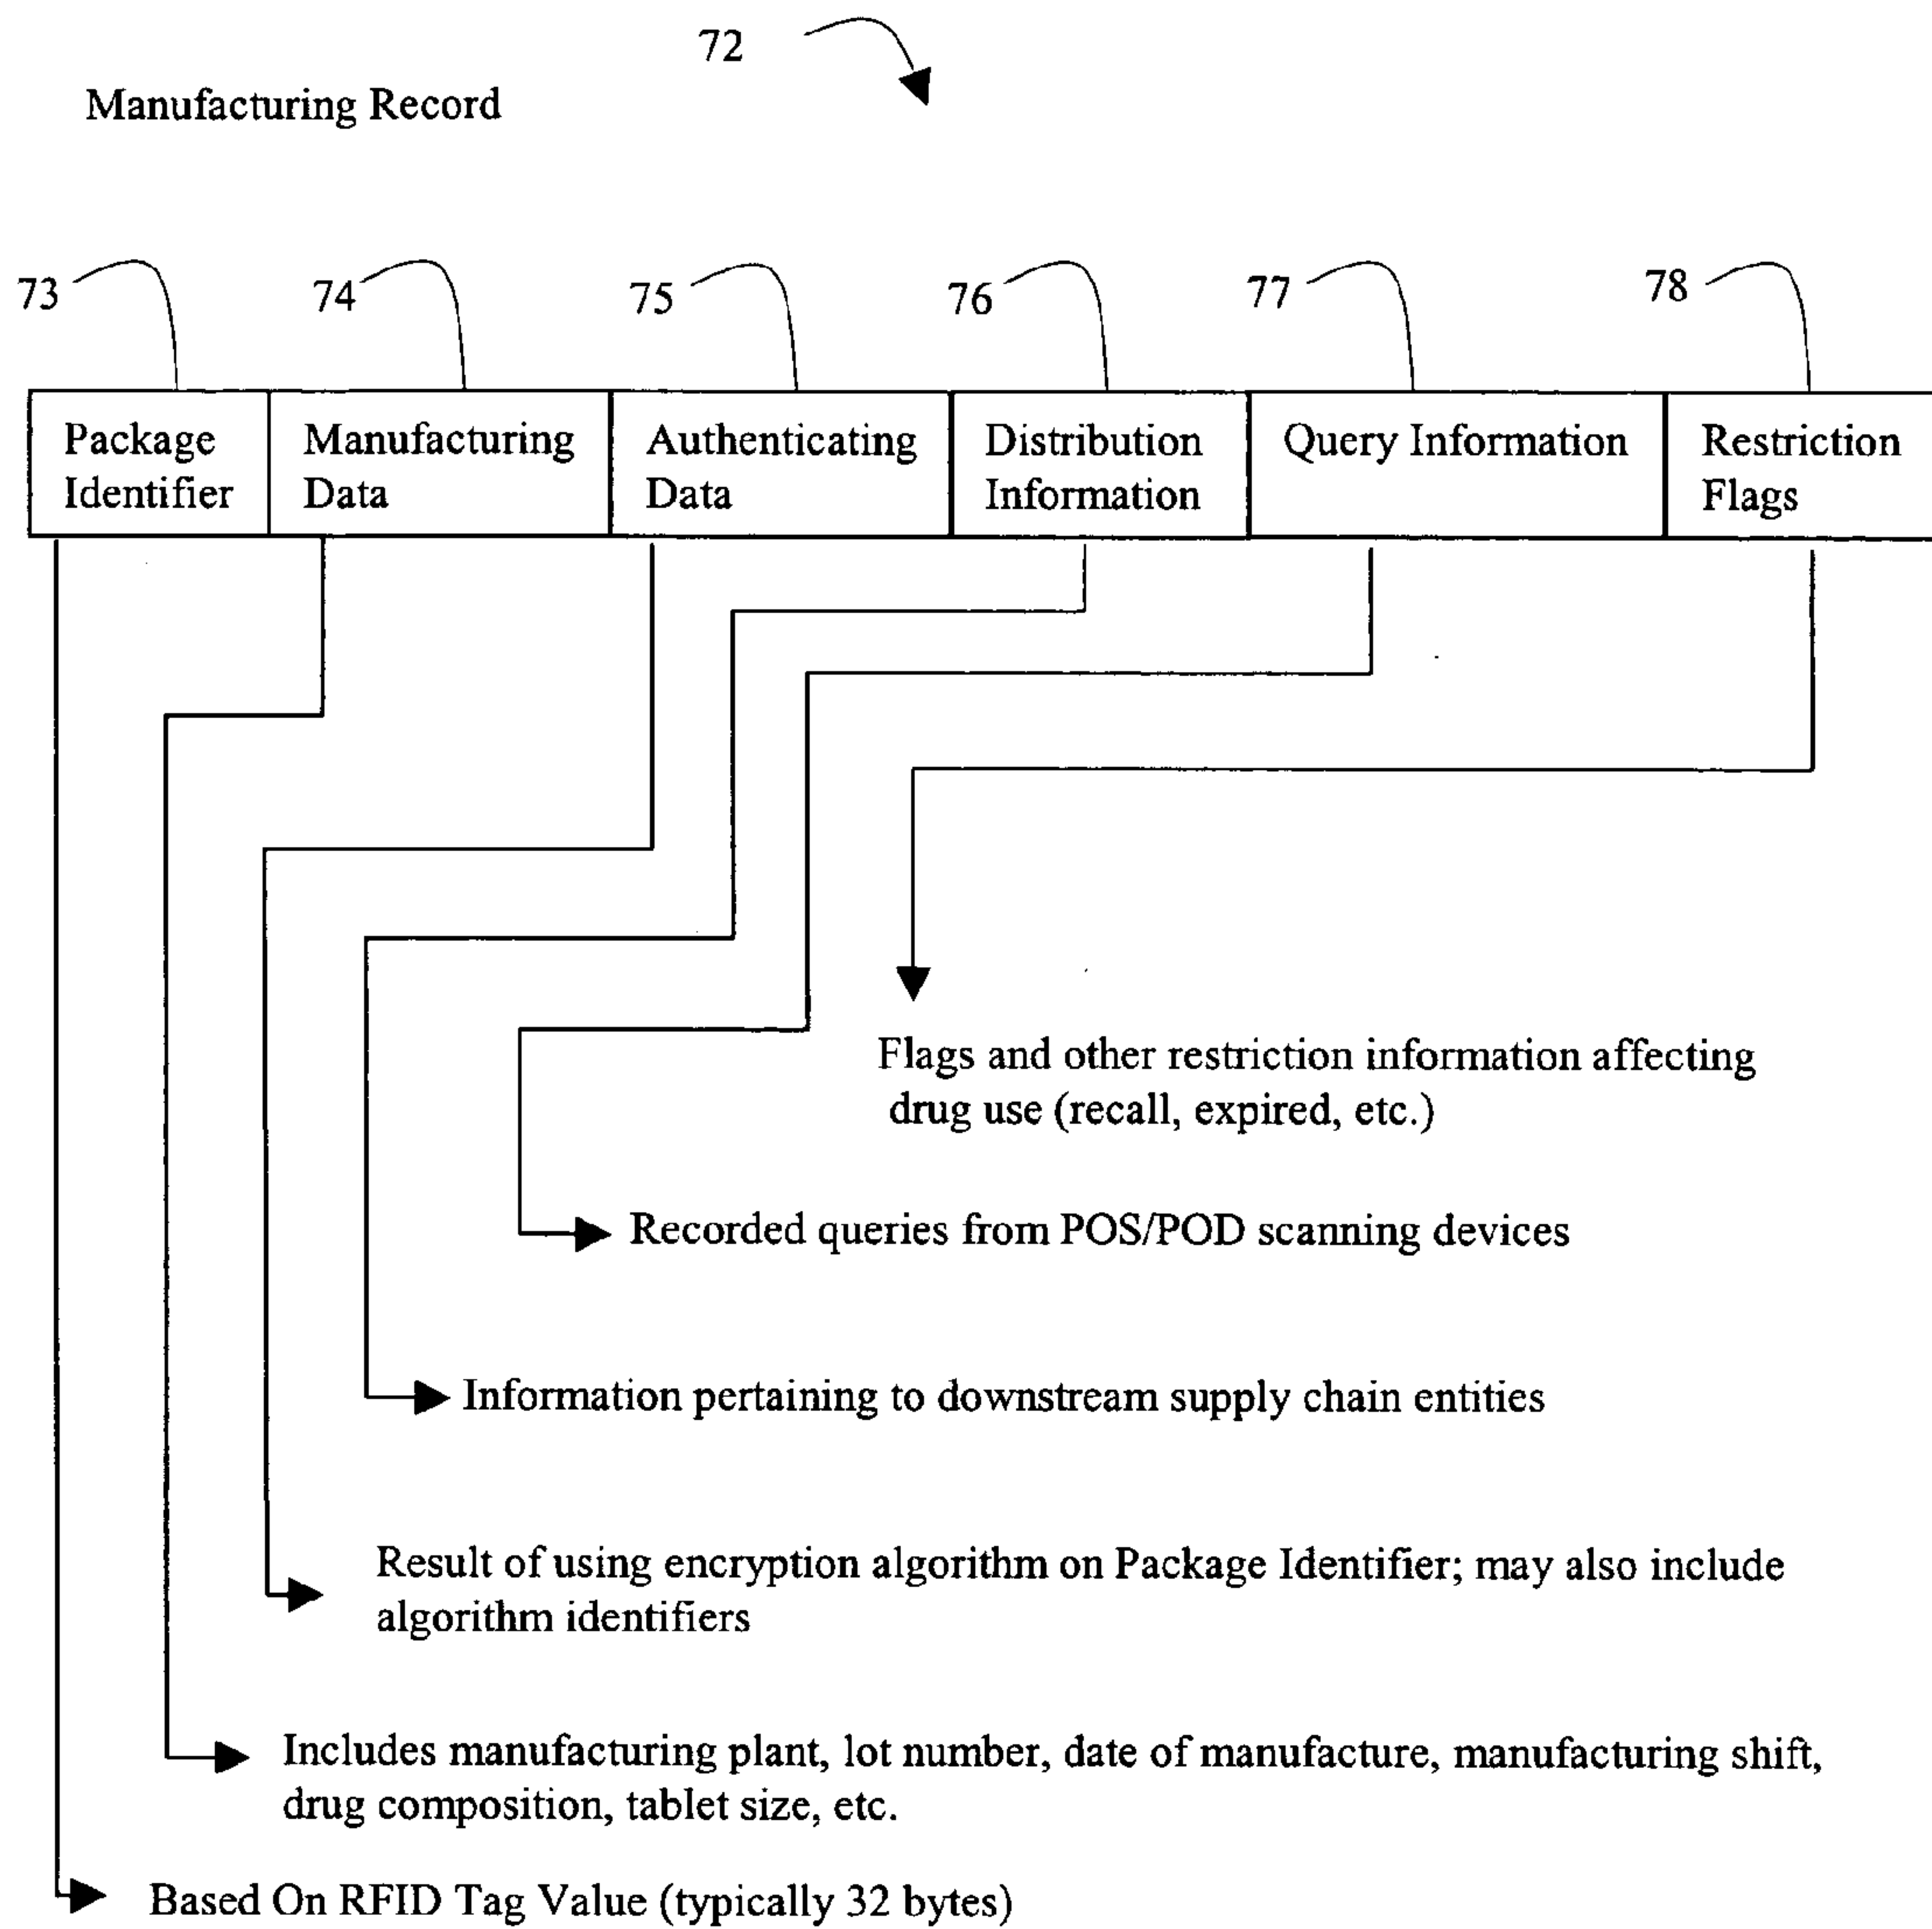 72
Manufacturing Record
73
74
75
76
77
78
Package
Identifier
Manufacturing
Data
Authenticating
Data
Distribution
Information
Query Information
Restriction
Flags
Flags and other restriction information affecting
drug use (recall, expired, etc.)
Recorded queries from POS/POD scanning devices
Information pertaining to downstream supply chain entities
Result of using encryption algorithm on Package Identifier; may also include
algorithm identifiers
Includes manufacturing plant, lot number, date of manufacture, manufacturing shift,
drug composition, tablet size, etc.
Based On RFID Tag Value (typically 32 bytes)